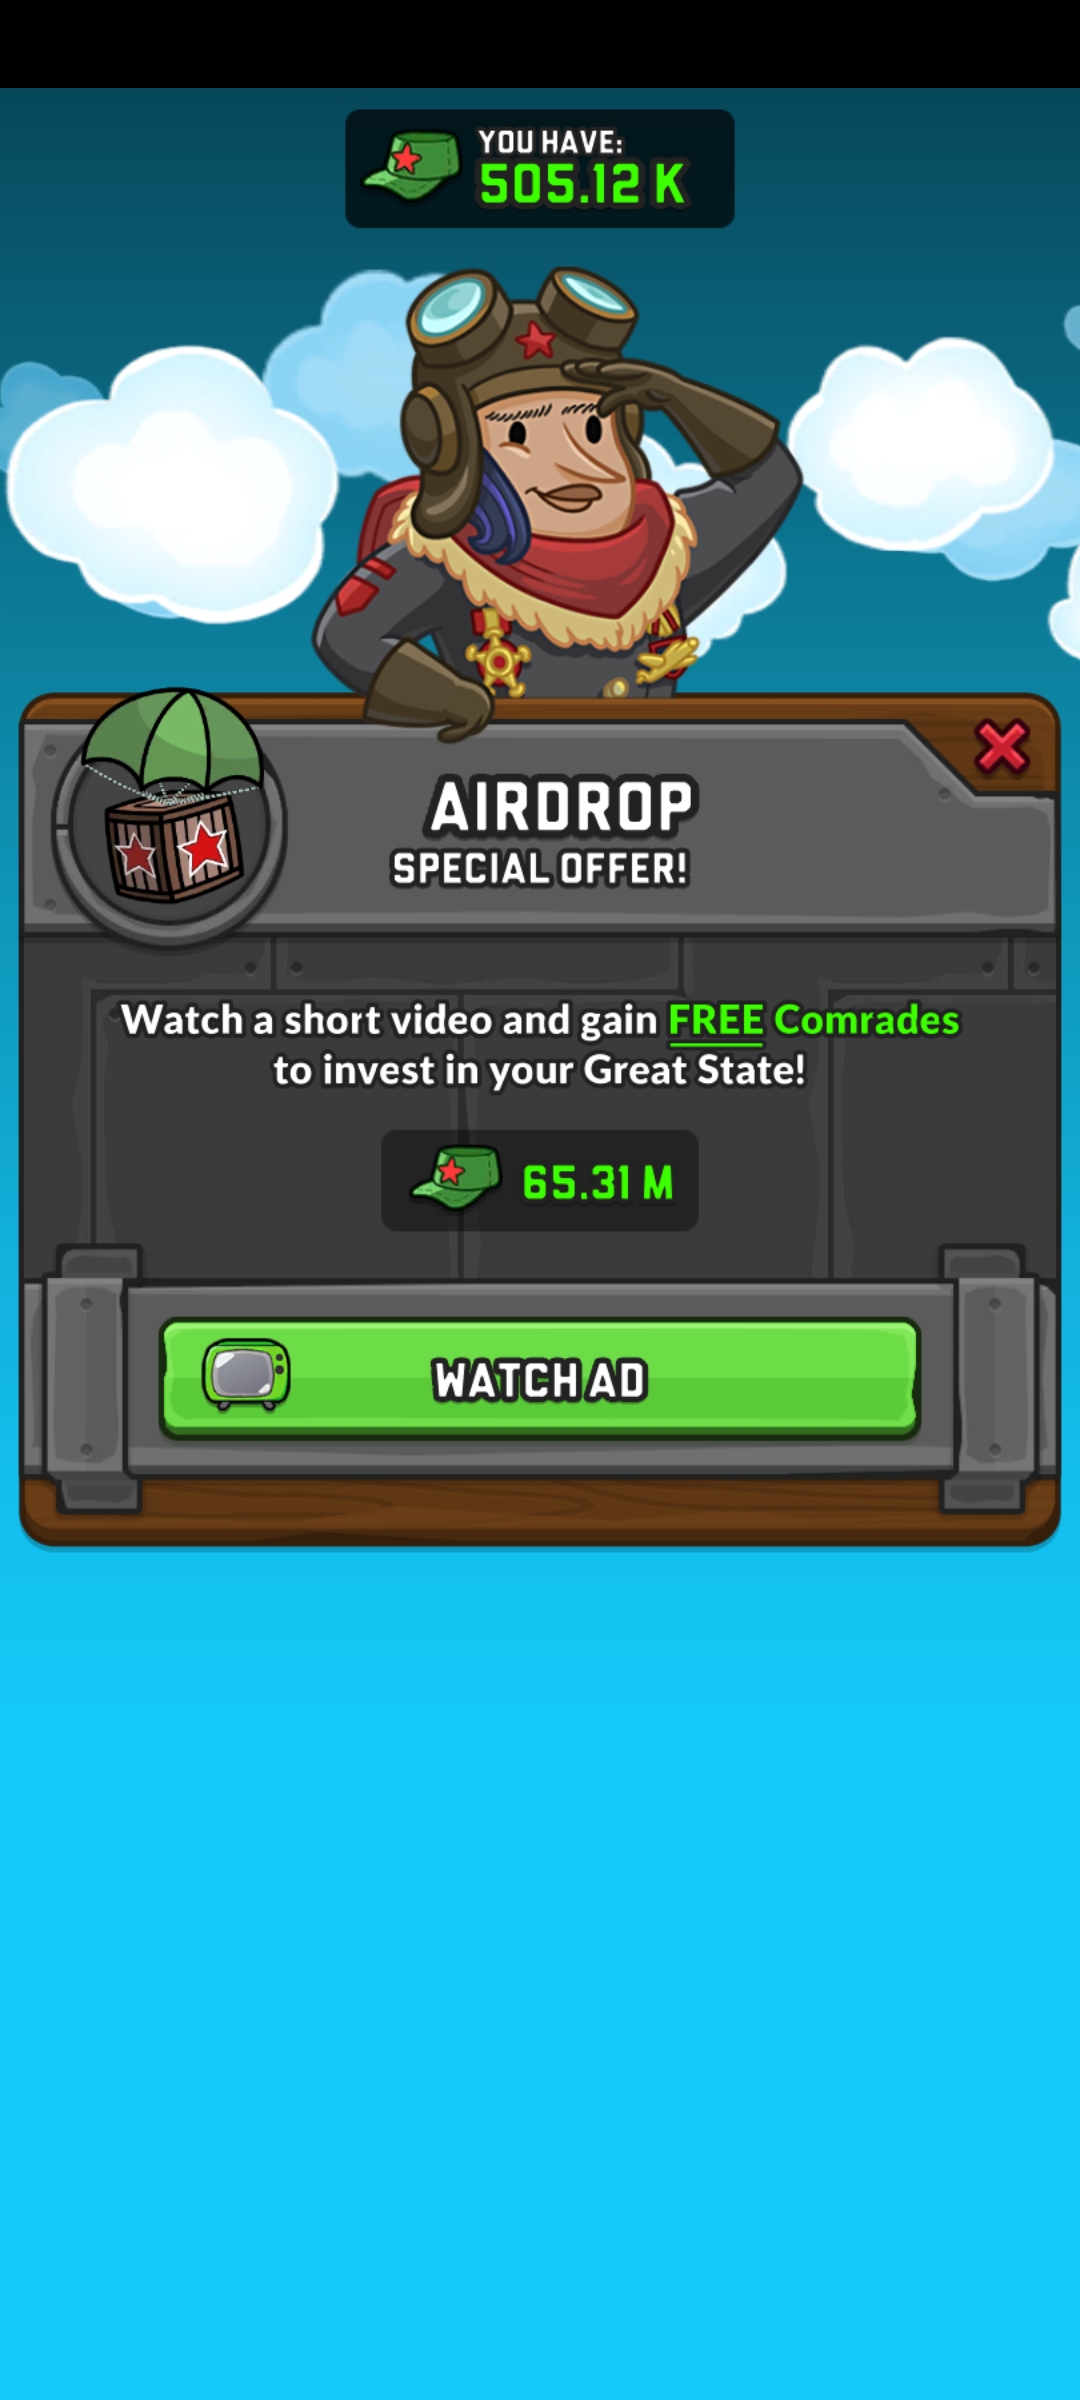 YOU HAVE:
505.12 K
AIRDROP
SPECIAL OFFER!
Watch a short video and gain FREE Comrades
to invest in your Great State!
65.31 M
WATCH AD